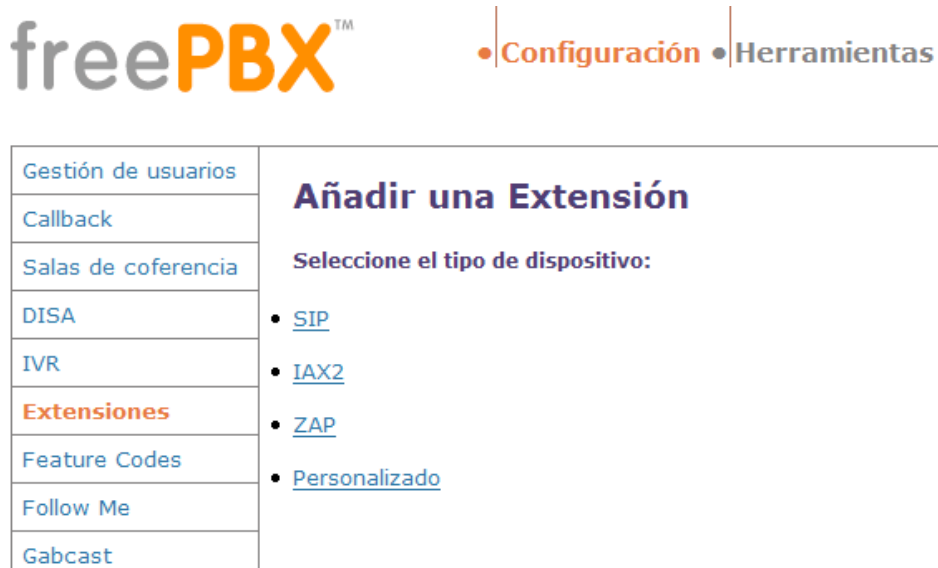 freePBX™
• Configuración • Herramientas
Gestión de usuarios
Callback
Salas de coferencia
DISA
IVR
Extensiones
Feature Codes
Follow Me
Gabcast
Añadir una Extensión
Seleccione el tipo de dispositivo:
• SIP
• IAX2
• ZAP
• Personalizado